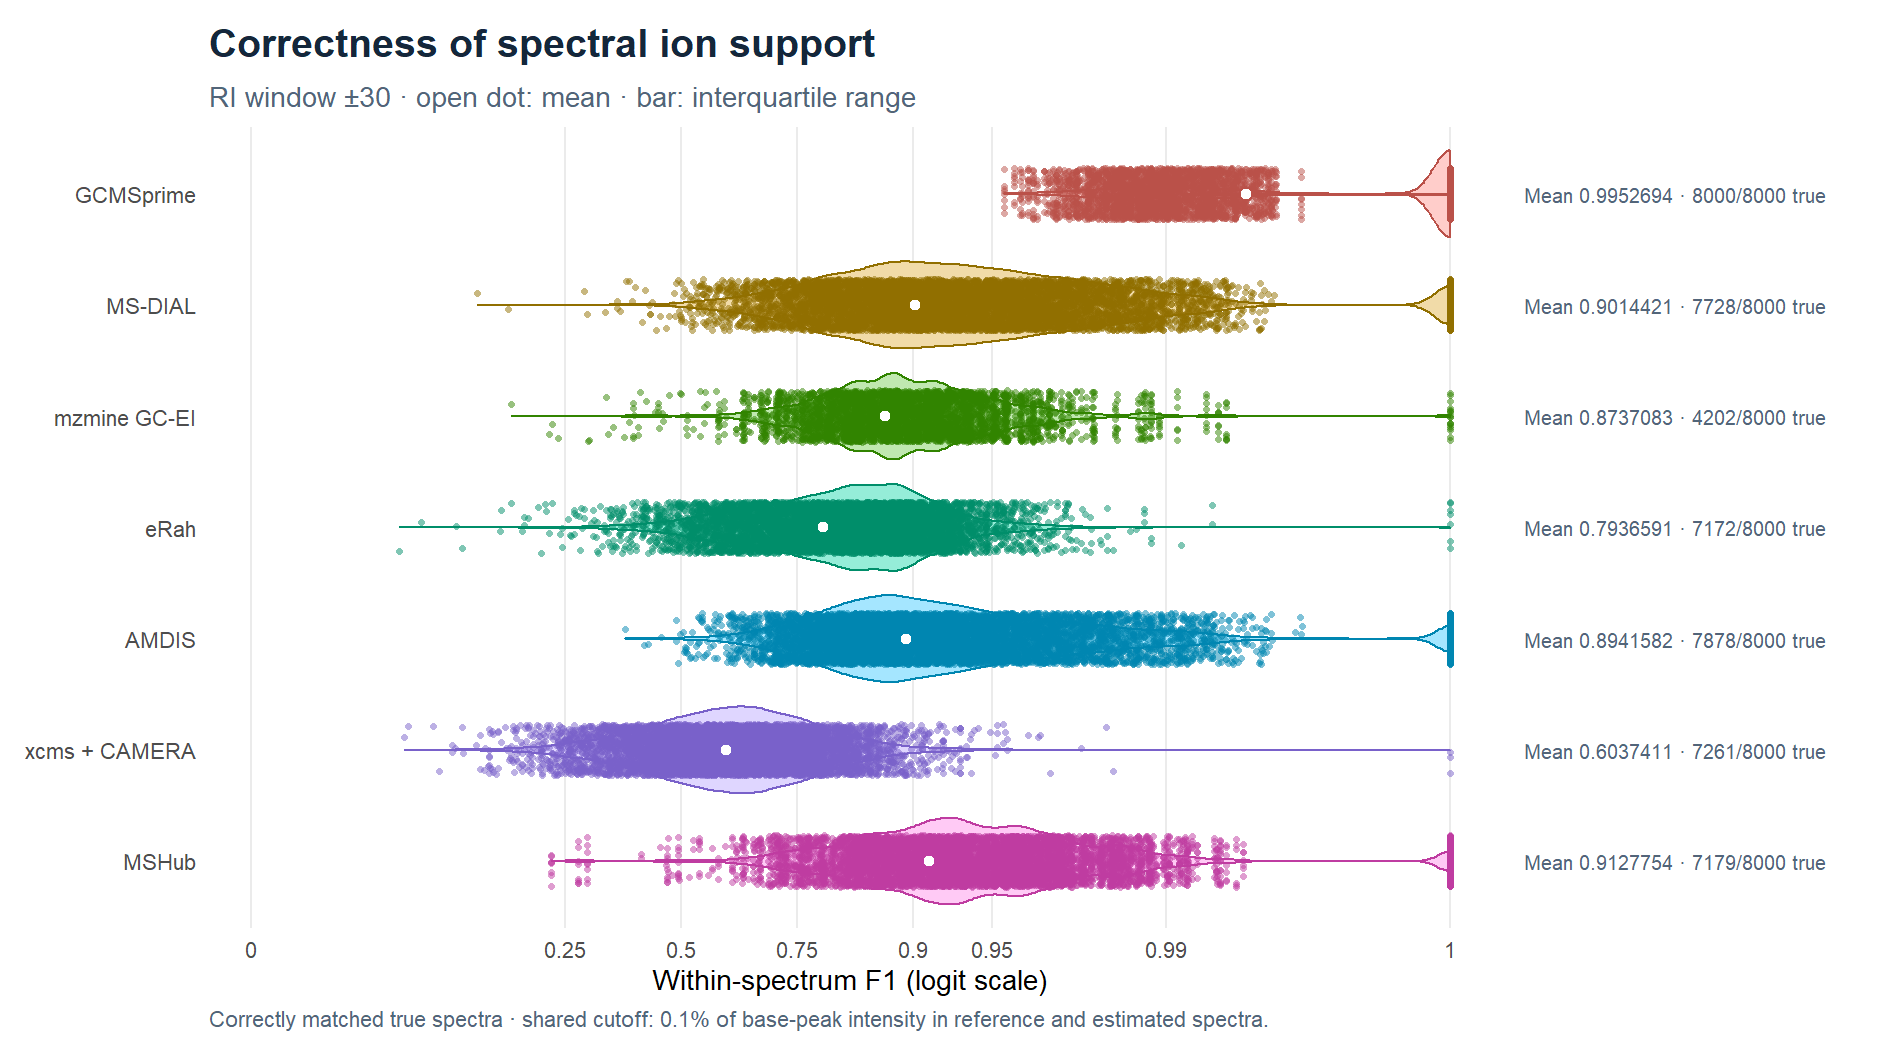 Correctness of spectral ion support
RI window ±30 · open dot: mean · bar: interquartile range
GCMSprime
Mean 0.9952694 · 8000/8000 true
MS-DIAL
Mean 0.9014421 · 7728/8000 true
mzmine GC-EI
Mean 0.8737083 · 4202/8000 true
eRah
Mean 0.7936591 · 7172/8000 true
AMDIS
Mean 0.8941582 · 7878/8000 true
xcms + CAMERA
Mean 0.6037411 · 7261/8000 true
MSHub
Mean 0.9127754 · 7179/8000 true
0 0.25 0.5 0.75 0.9 0.95 0.99 1
Within-spectrum F1 (logit scale)
Correctly matched true spectra · shared cutoff: 0.1% of base-peak intensity in reference and estimated spectra.